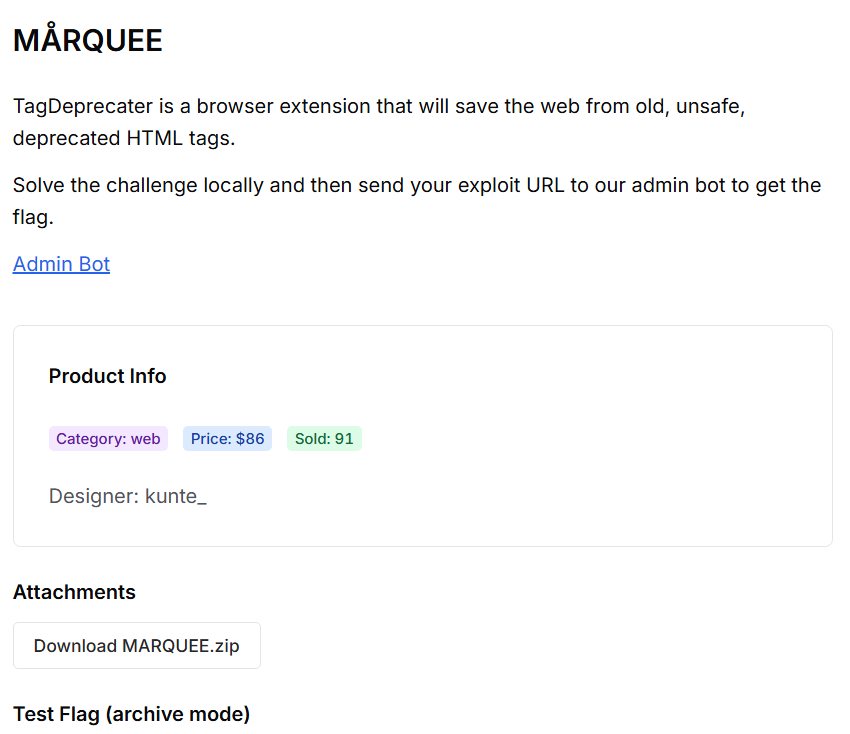 MÅRQUEE
TagDeprecater is a browser extension that will save the web from old, unsafe,
deprecated HTML tags.
Solve the challenge locally and then send your exploit URL to our admin bot to get the
flag.
Admin Bot
Product Info
Category: web Price: $86 Sold: 91
Designer: kunte_
Attachments
Download MARQUEE.zip
Test Flag (archive mode)